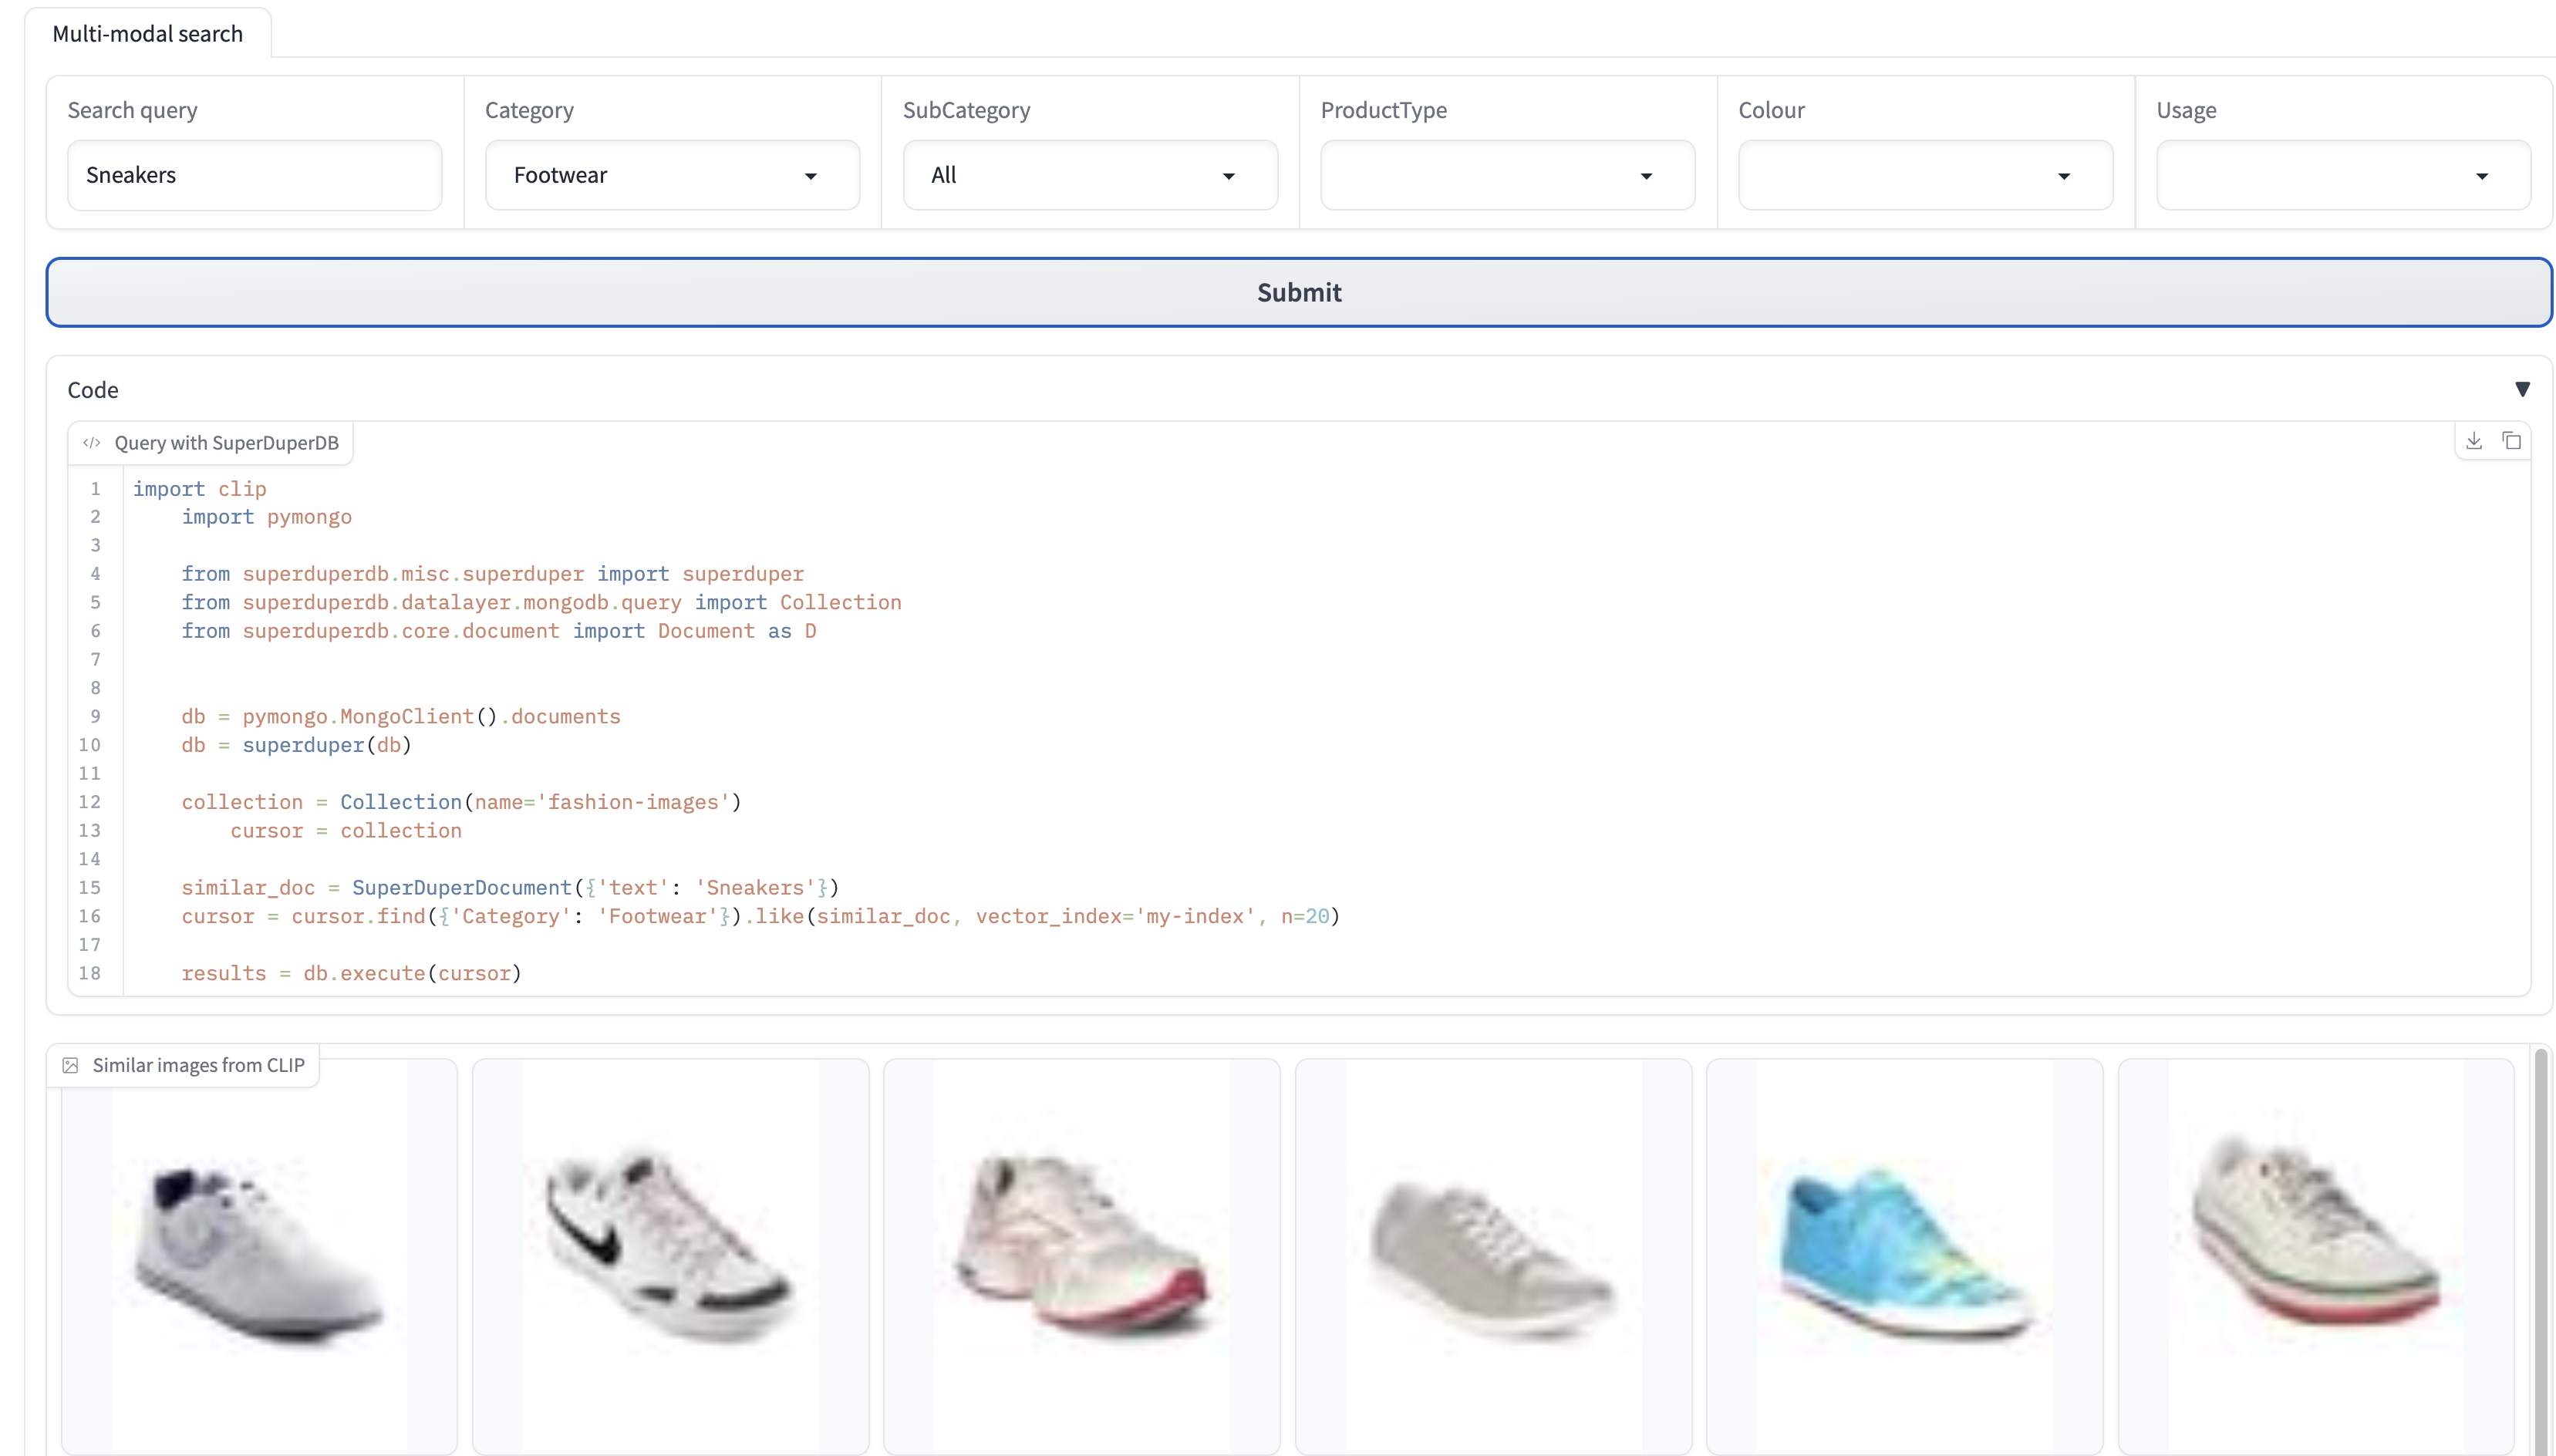 Multi-modal search
Search query
Category
SubCategory
ProductType
Colour
Usage
Sneakers
Footwear
All
Submit
Code
Query with SuperDuperDB
1 import clip
2     import pymongo
3
4     from superduperdb.misc.superduper import superduper
5     from superduperdb.datalayer.mongodb.query import Collection
6     from superduperdb.core.document import Document as D
7
8
9     db = pymongo.MongoClient().documents
10     db = superduper(db)
11
12     collection = Collection(name='fashion-images')
13         cursor = collection
14
15     similar_doc = SuperDuperDocument({'text': 'Sneakers'})
16     cursor = cursor.find({'Category': 'Footwear'}).like(similar_doc, vector_index='my-index', n=20)
17
18     results = db.execute(cursor)
Similar images from CLIP